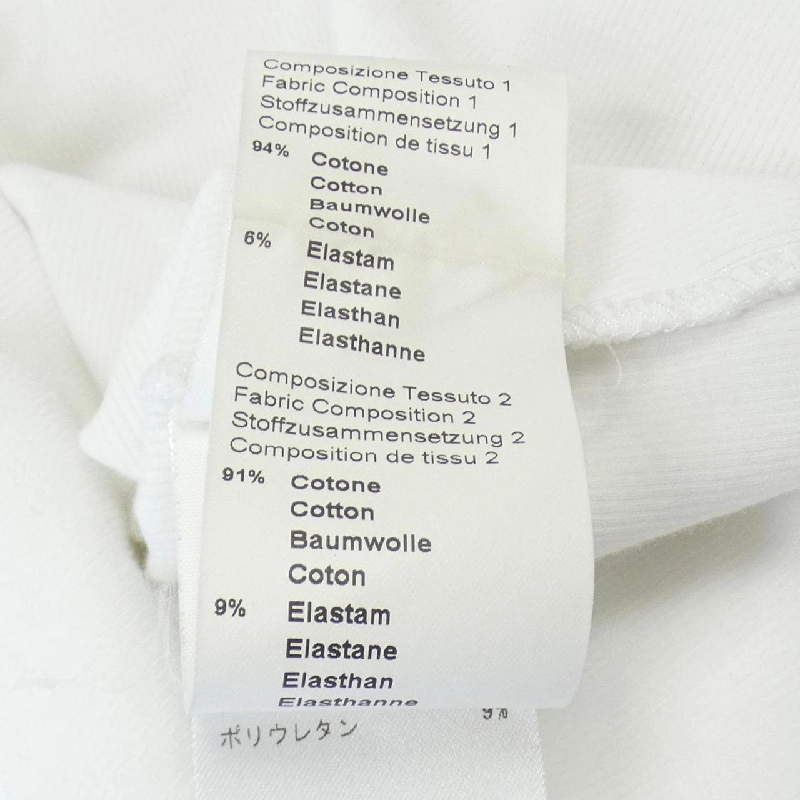 Composizione Tessuto 1
Fabric Composition 1
Stoffzusammensetzung 1
Composition de tissu 1
94% Cotone
Cotton
Baumwolle
Coton
6% Elastam
Elastane
Elasthan
Elasthanne
Composizione Tessuto 2
Fabric Composition 2
Stoffzusammensetzung 2
Composition de tissu 2
91% Cotone
Cotton
Baumwolle
Coton
9% Elastam
Elastane
Elasthan
Elasthanne
ポリウレタン 9%